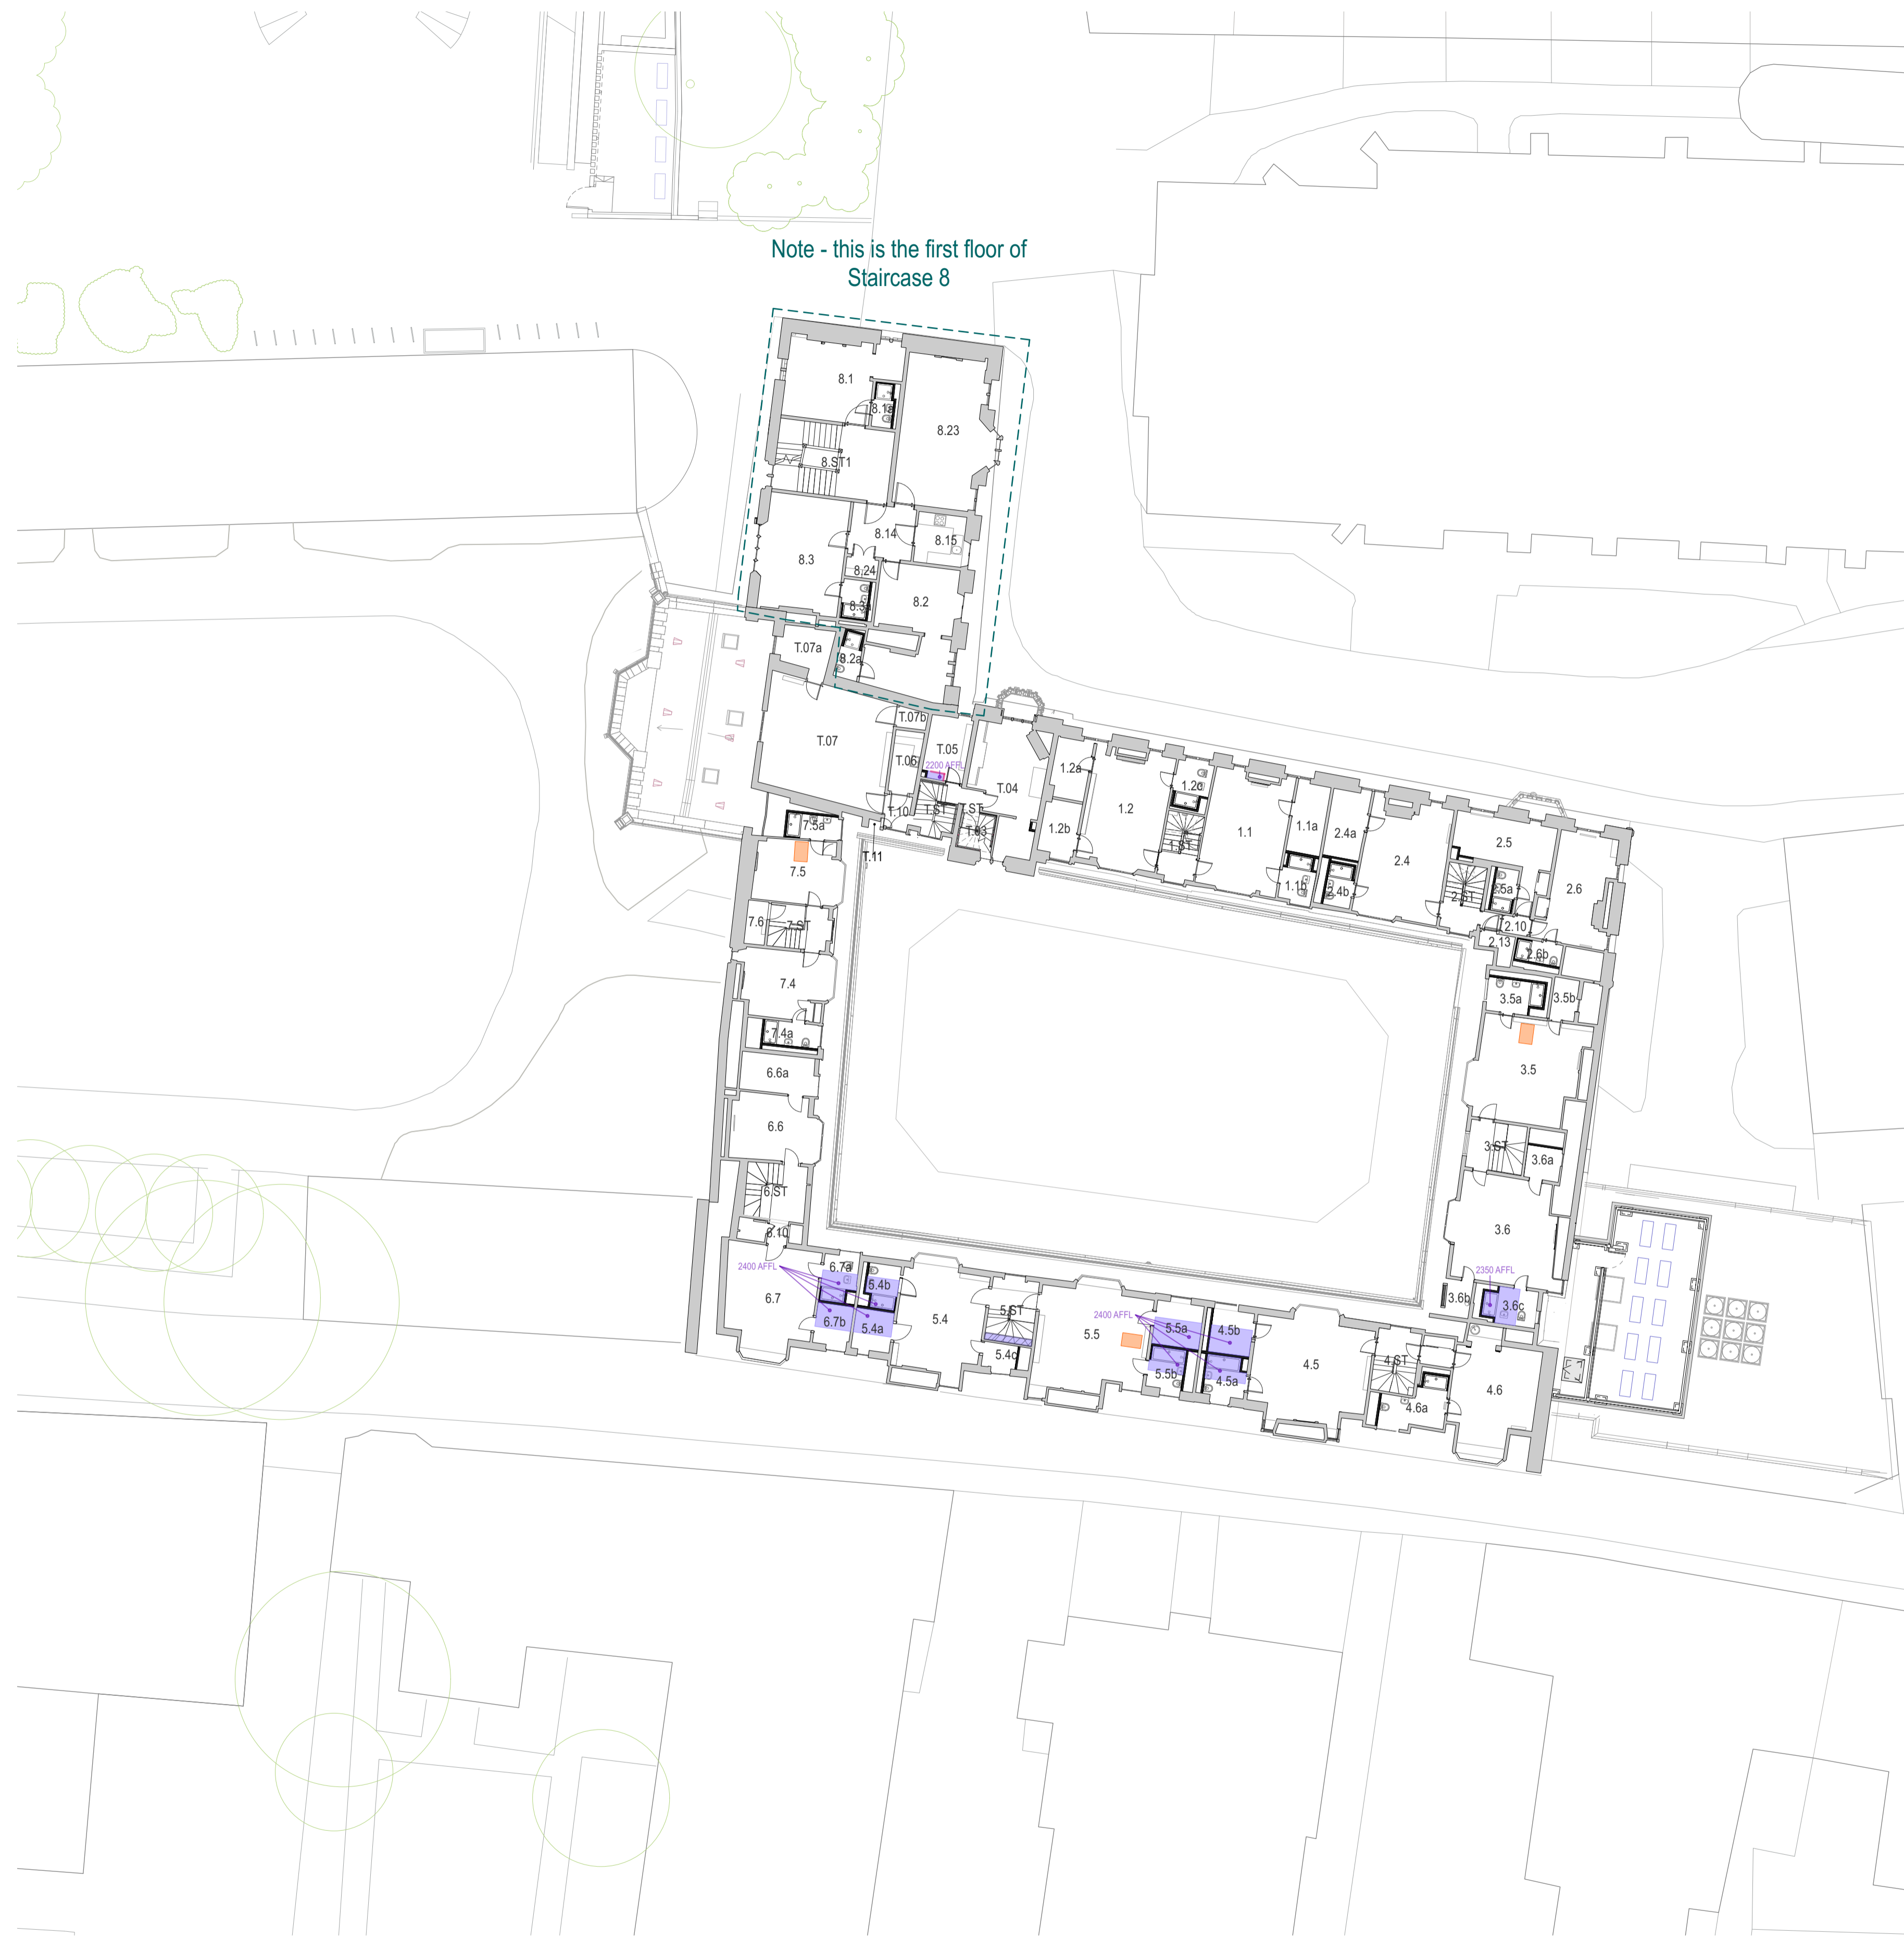 Note - this is the first floor of
Staircase 8
8.1
8.1a
8.23
8.ST1
8.14
8.15
8.3
8.24
8.3a
8.2
8.2a
T.07a
T.07b
T.07
T.05
T.06
2200 AFFL
T.04
T.10
T.ST
T.ST
T.03
T.11
1.2a
1.2
1.2c
1.2b
1.ST
1.1
1.1a
1.1b
2.4a
2.4b
2.4
2.5
2.5a
2.ST
2.6
2.10
2.13
2.6b
7.5a
7.5
7.6
7.ST
7.4
7.4a
3.5a
3.5b
3.5
3.ST
3.6a
3.6
2350 AFFL
3.6b
3.6c
6.6a
6.6
6.ST
6.10
2400 AFFL
6.7a
6.7
6.7b
5.4b
5.4a
5.4
5.ST
5.4c
2400 AFFL
5.5
5.5a
5.5b
4.5b
4.5a
4.5
4.ST
4.6a
4.6